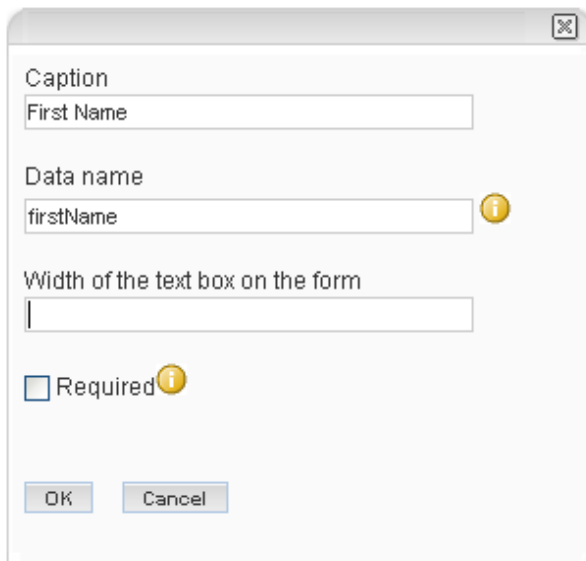 Caption
First Name
Data name
firstName
Width of the text box on the form
Required
OK Cancel